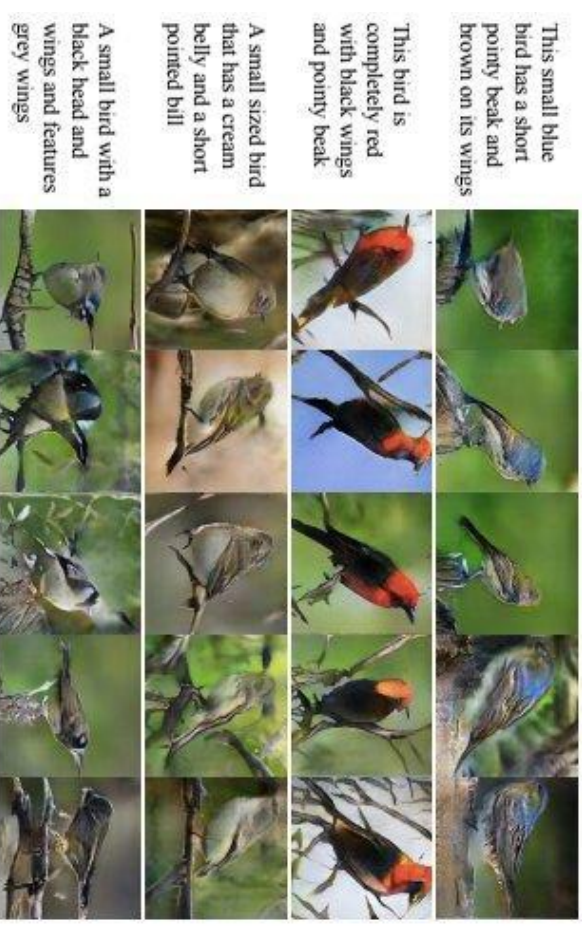 This small blue
bird has a short
pointy beak and
brown on its wings
This bird is
completely red
with black wings
and pointy beak
A small sized bird
that has a cream
belly and a short
pointed bill
A small bird with a
black head and
wings and features
grey wings